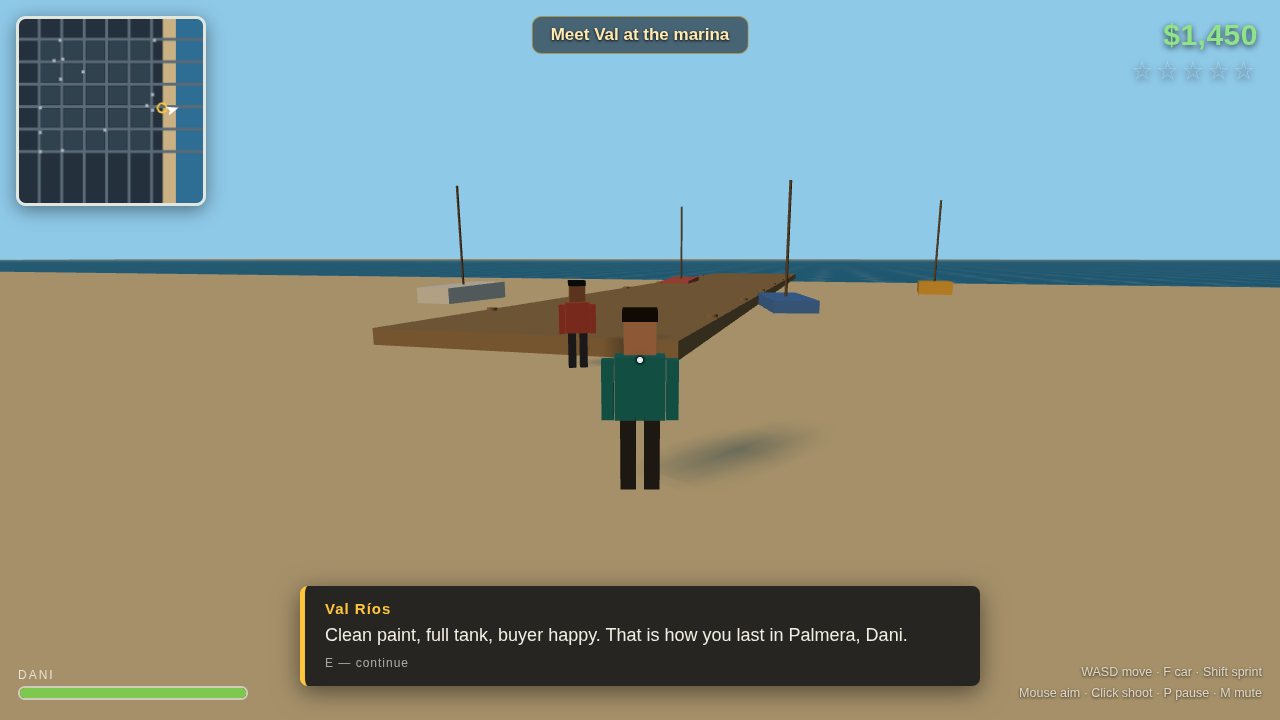 Meet Val at the marina
$1,450
Val Ríos
Clean paint, full tank, buyer happy. That is how you last in Palmera, Dani.
E — continue
DANI
WASD move · F car · Shift sprint
Mouse aim · Click shoot · P pause · M mute